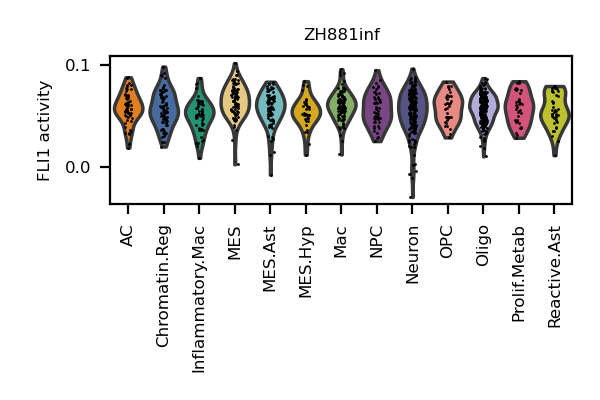 ZH881inf
FLI1 activity
0.1
0.0
AC
Chromatin.Reg
Inflammatory.Mac
MES
MES.Ast
MES.Hyp
Mac
NPC
Neuron
OPC
Oligo
Prolif.Metab
Reactive.Ast